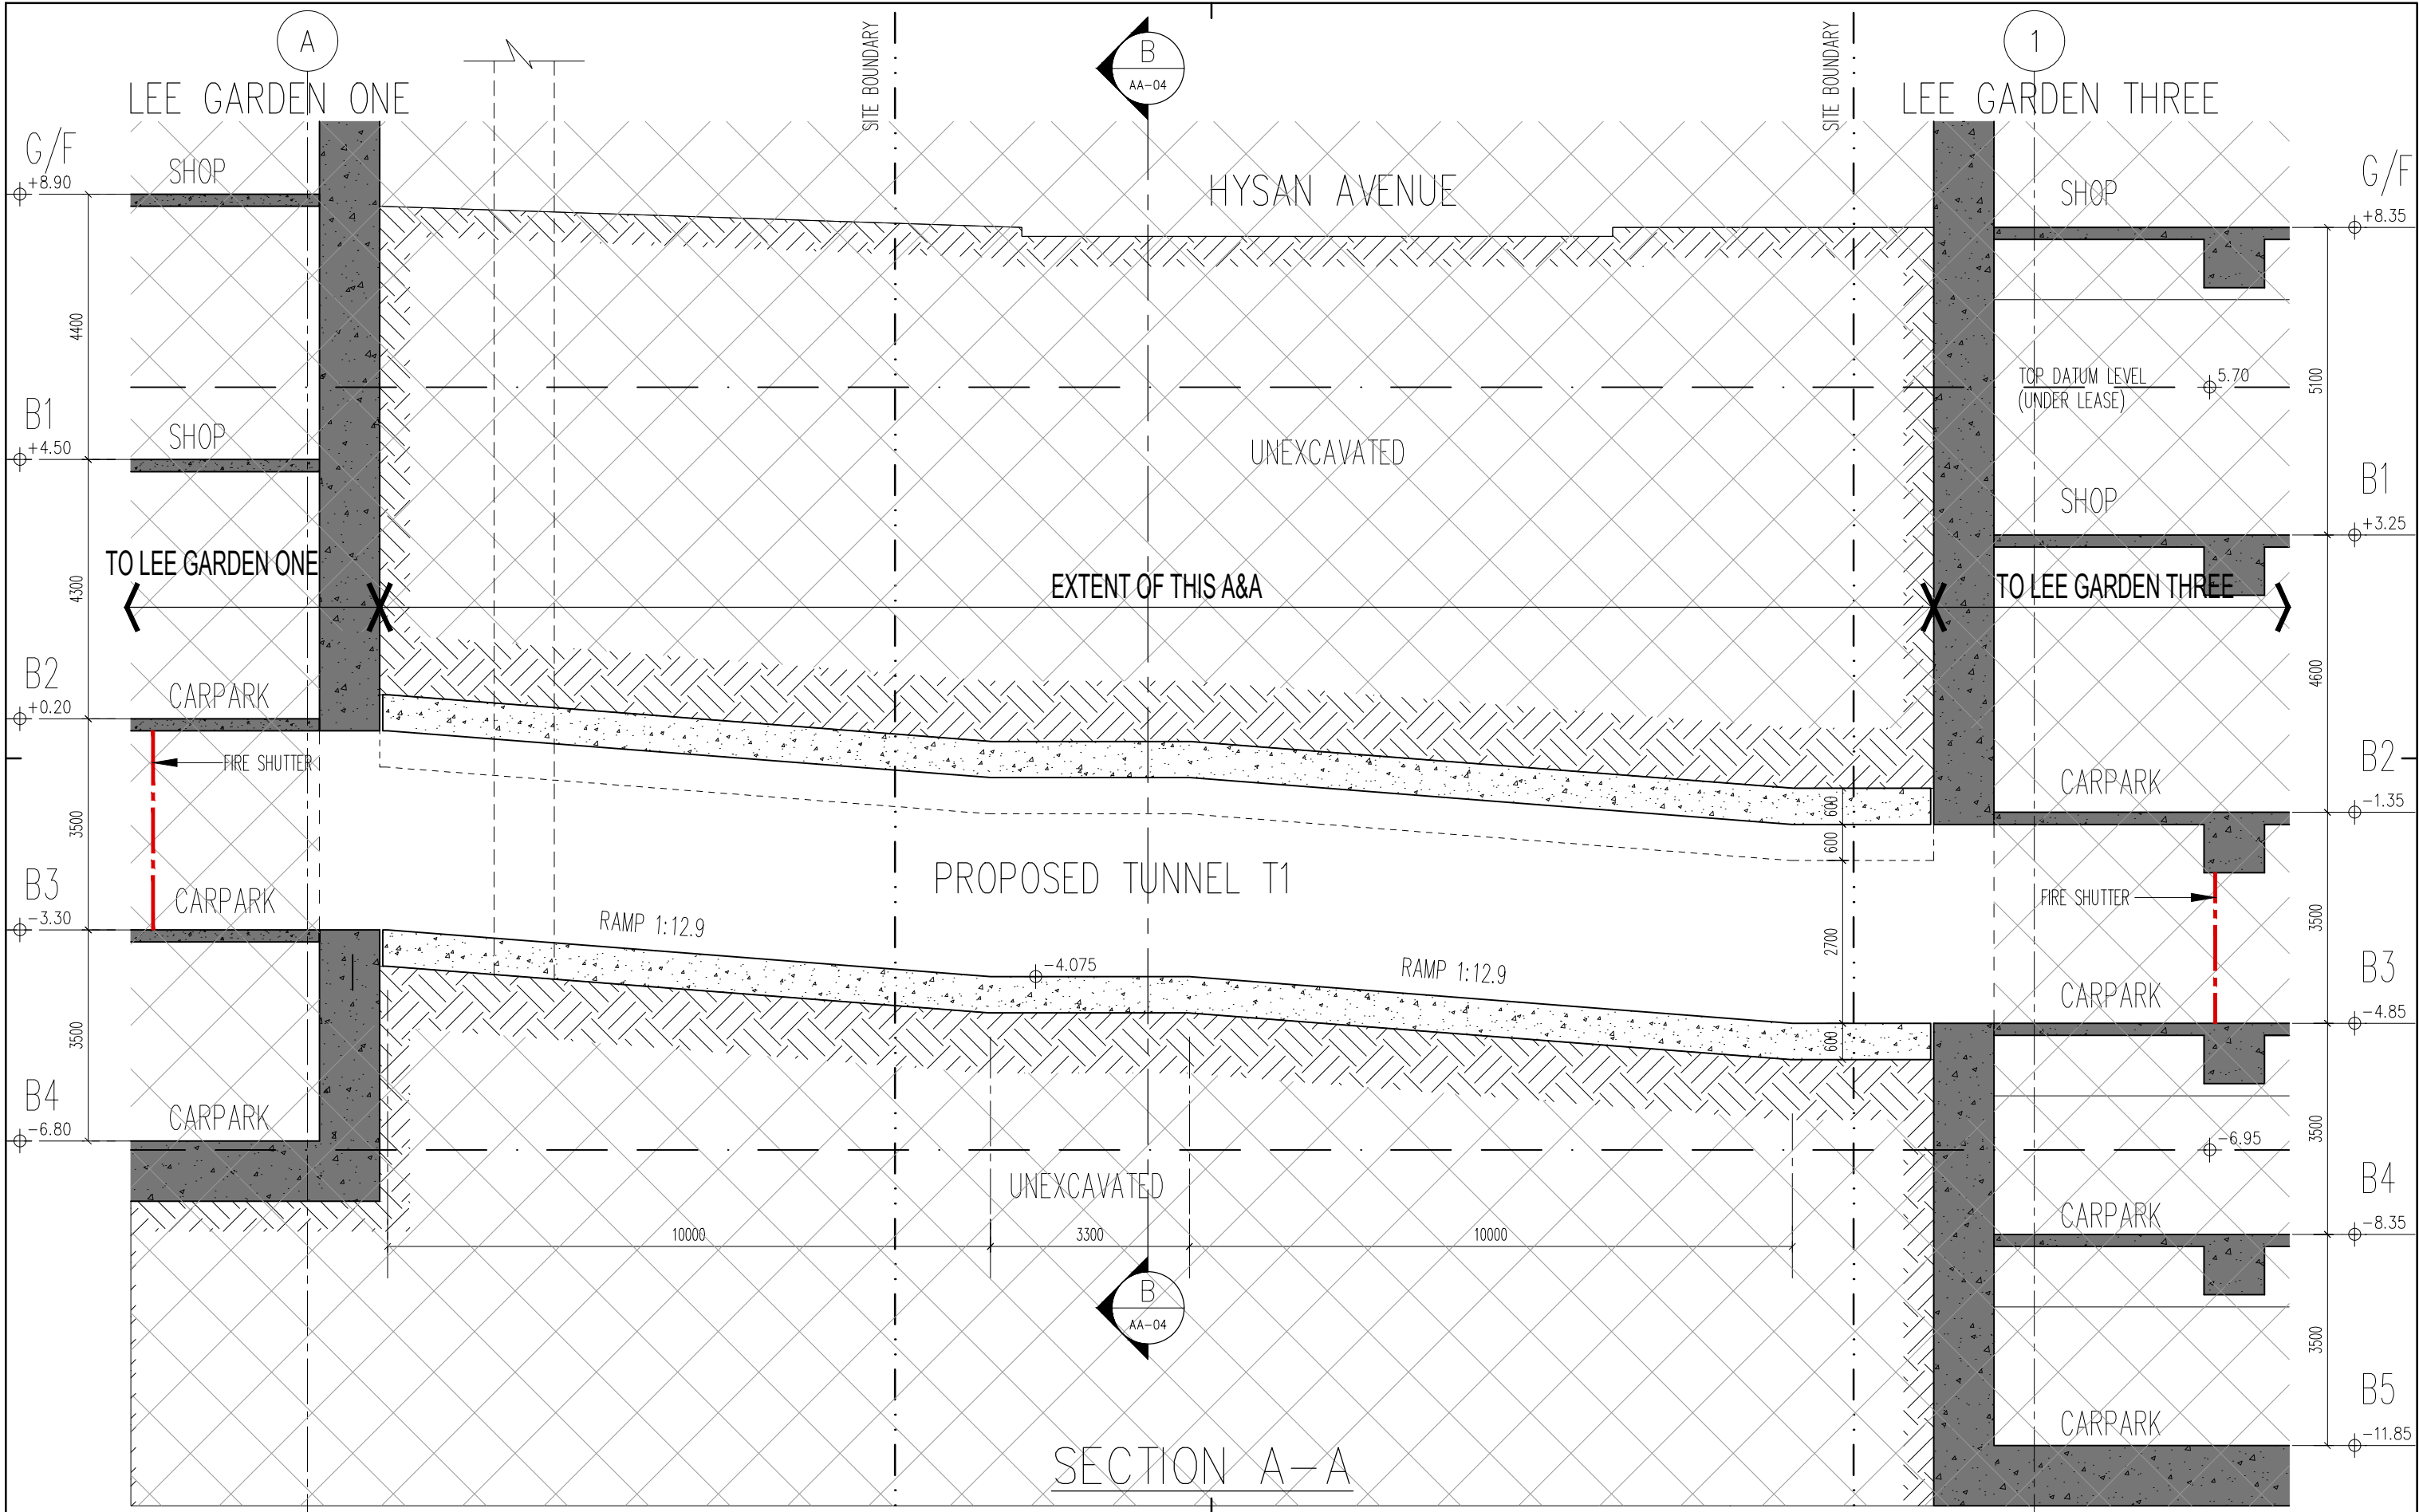 A
B
AA-04
1
SITE BOUNDARY
SITE BOUNDARY
LEE GARDEN ONE
LEE GARDEN THREE
G/F
+8.90
SHOP
HYSAN AVENUE
SHOP
G/F
+8.35
4400
TOP DATUM LEVEL
(UNDER LEASE)
5.70
5100
B1
+4.50
SHOP
UNEXCAVATED
SHOP
B1
+3.25
TO LEE GARDEN ONE
4300
EXTENT OF THIS A&A
TO LEE GARDEN THREE
B2
+0.20
CARPARK
4600
FIRE SHUTTER
CARPARK
B2
-1.35
3500
600
600
B3
-3.30
CARPARK
PROPOSED TUNNEL T1
FIRE SHUTTER
3500
RAMP 1:12.9
2700
-4.075
RAMP 1:12.9
CARPARK
B3
-4.85
3500
600
B4
-6.80
CARPARK
-6.95
3500
UNEXCAVATED
B4
-8.35
CARPARK
10000
3300
10000
B
AA-04
3500
B5
-11.85
CARPARK
SECTION A-A